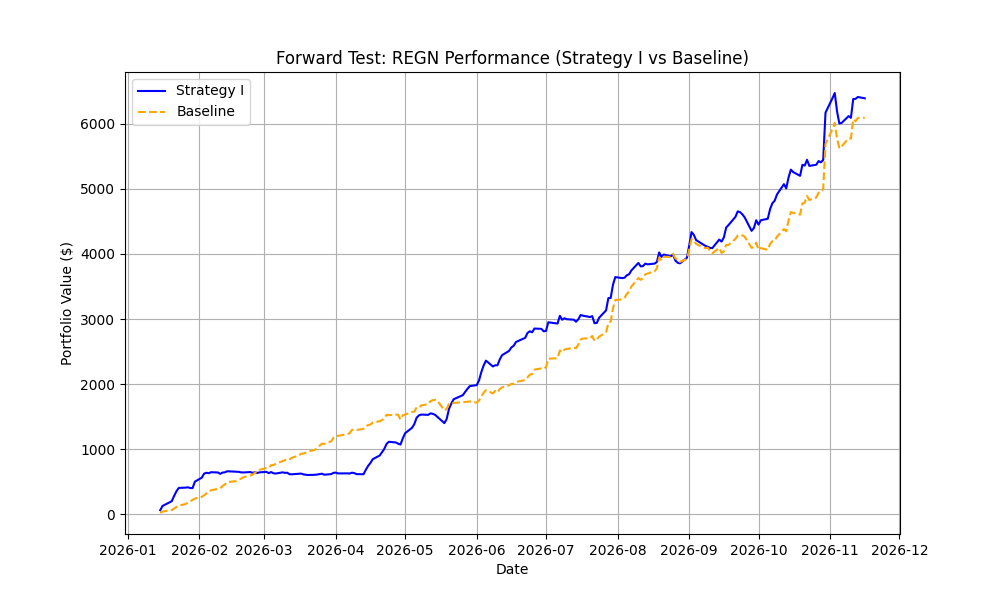 Forward Test: REGN Performance (Strategy I vs Baseline)
Strategy I
Baseline
Portfolio Value ($)
6000
5000
4000
3000
2000
1000
0
2026-01 2026-02 2026-03 2026-04 2026-05 2026-06 2026-07 2026-08 2026-09 2026-10 2026-11 2026-12
Date